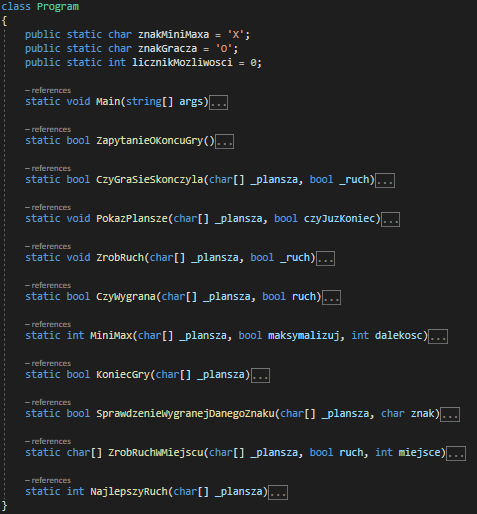 class Program
{
public static char znakMiniMaxa = 'X';
public static char znakGracza = 'O';
public static int licznikMozliwosci = 0;
– references
static void Main(string[] args)...
– references
static bool ZapytanieOKoncuGry()...
– references
static bool CzyGraSieSkonczyla(char[] _plansza, bool _ruch)...
– references
static void PokazPlansze(char[] _plansza, bool czyJuzKoniec)...
– references
static void ZrobRuch(char[] _plansza, bool _ruch)...
– references
static bool CzyWygrana(char[] _plansza, bool ruch)...
– references
static int MiniMax(char[] _plansza, bool maksymalizuj, int dalekosc)...
– references
static bool KoniecGry(char[] _plansza)...
– references
static bool SprawdzenieWygranejDanegoZnaku(char[] _plansza, char znak)...
– references
static char[] ZrobRuchWMiejscu(char[] _plansza, bool ruch, int miejsce)...
– references
static int NajlepszyRuch(char[] _plansza)...
}